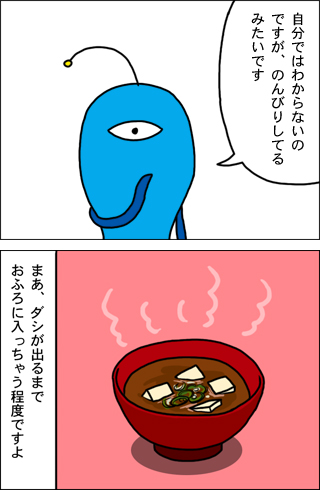 自分ではわからないの
ですが、のんびりしてる
みたいです
まあ、ダシが出るまで
おふろに入っちゃう程度ですよ